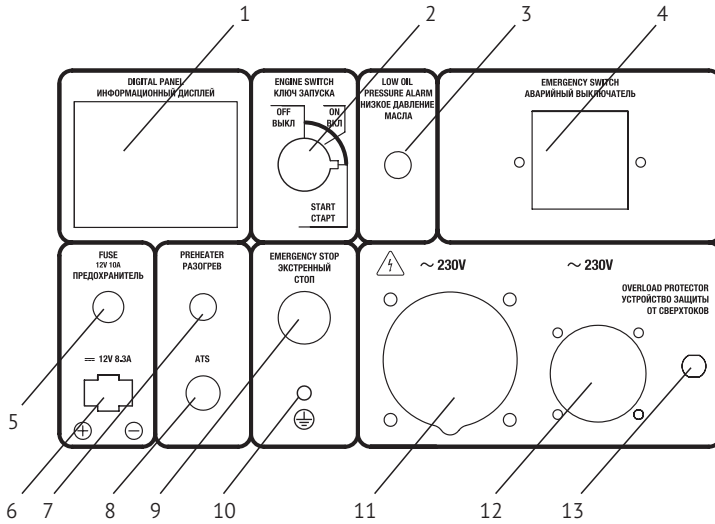 1
2
3
4
DIGITAL PANEL
ИНФОРМАЦИОННЫЙ ДИСПЛЕЙ
ENGINE SWITCH
КЛЮЧ ЗАПУСКА
OFF
ВЫКЛ
ON
ВКЛ
START
СТАРТ
LOW OIL
PRESSURE ALARM
НИЗКОЕ ДАВЛЕНИЕ
МАСЛА
EMERGENCY SWITCH
АВАРИЙНЫЙ ВЫКЛЮЧАТЕЛЬ
FUSE
12V 10A
ПРЕДОХРАНИТЕЛЬ
12V 8.3A
PREHEATER
РАЗОГРЕВ
ATS
EMERGENCY STOP
ЭКСТРЕННЫЙ
СТОП
~ 230V
~ 230V
OVERLOAD PROTECTOR
УСТРОЙСТВО ЗАЩИТЫ
ОТ СВЕРХТОКОВ
5
6
7
8
9
10
11
12
13